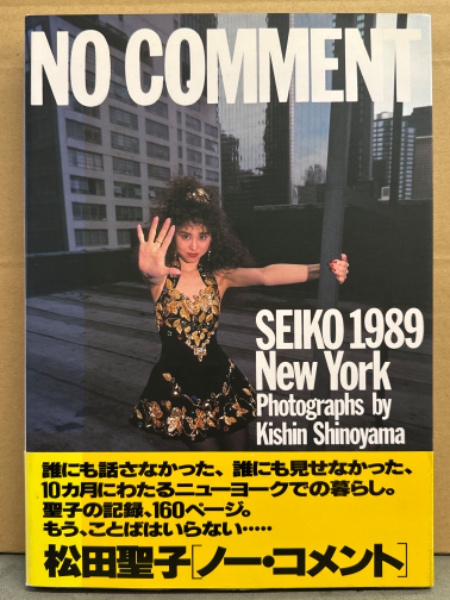 NO COMMENT
SEIKO 1989
New York
Photographs by
Kishin Shinoyama
誰にも話さなかった、誰にも見せなかった、
10カ月にわたるニューヨークでの暮らし。
聖子の記録、160ページ。
もう、ことばはいらない‥‥‥
松田聖子[ノー・コメント]